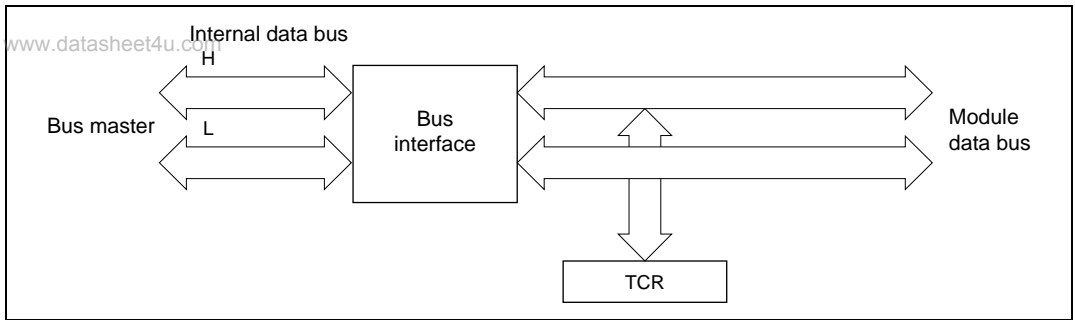 Internal data bus
www.datasheet4u.com
H
Bus master
L
Bus
interface
Module
data bus
TCR